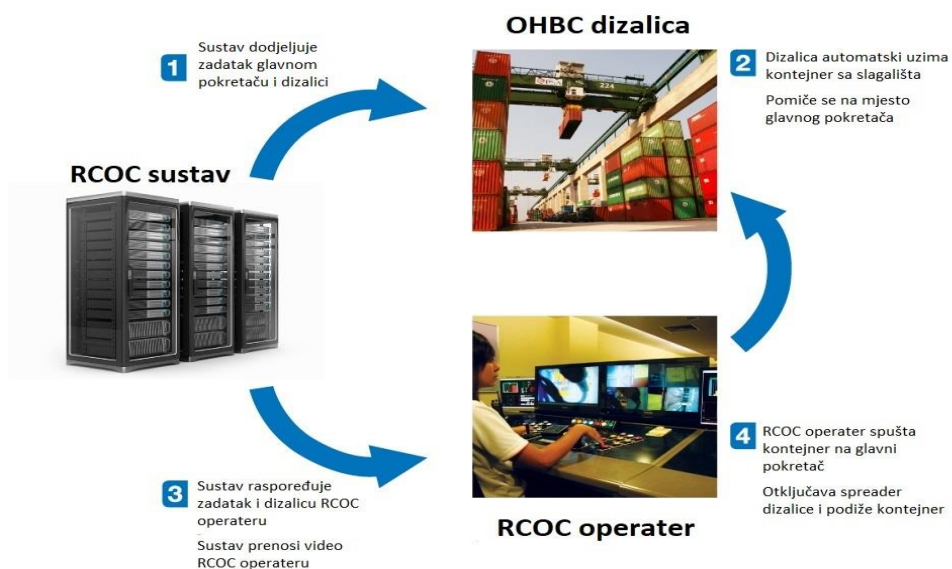 OHBC dizalica
1
Sustav dodjeljuje
zadatak glavnom
pokretaču i dizalici
2
Dizalica automatski uzima
kontejner sa slagališta
Pomiče se na mjesto
glavnog pokretača
224
RCOC sustav
3
Sustav raspoređuje
zadatak i dizalicu RCOC
operateru
Sustav prenosi video
RCOC operateru
RCOC operater
4
RCOC operater spušta
kontejner na glavni
pokretač
Otključava spreader
dizalice i podiže kontejner